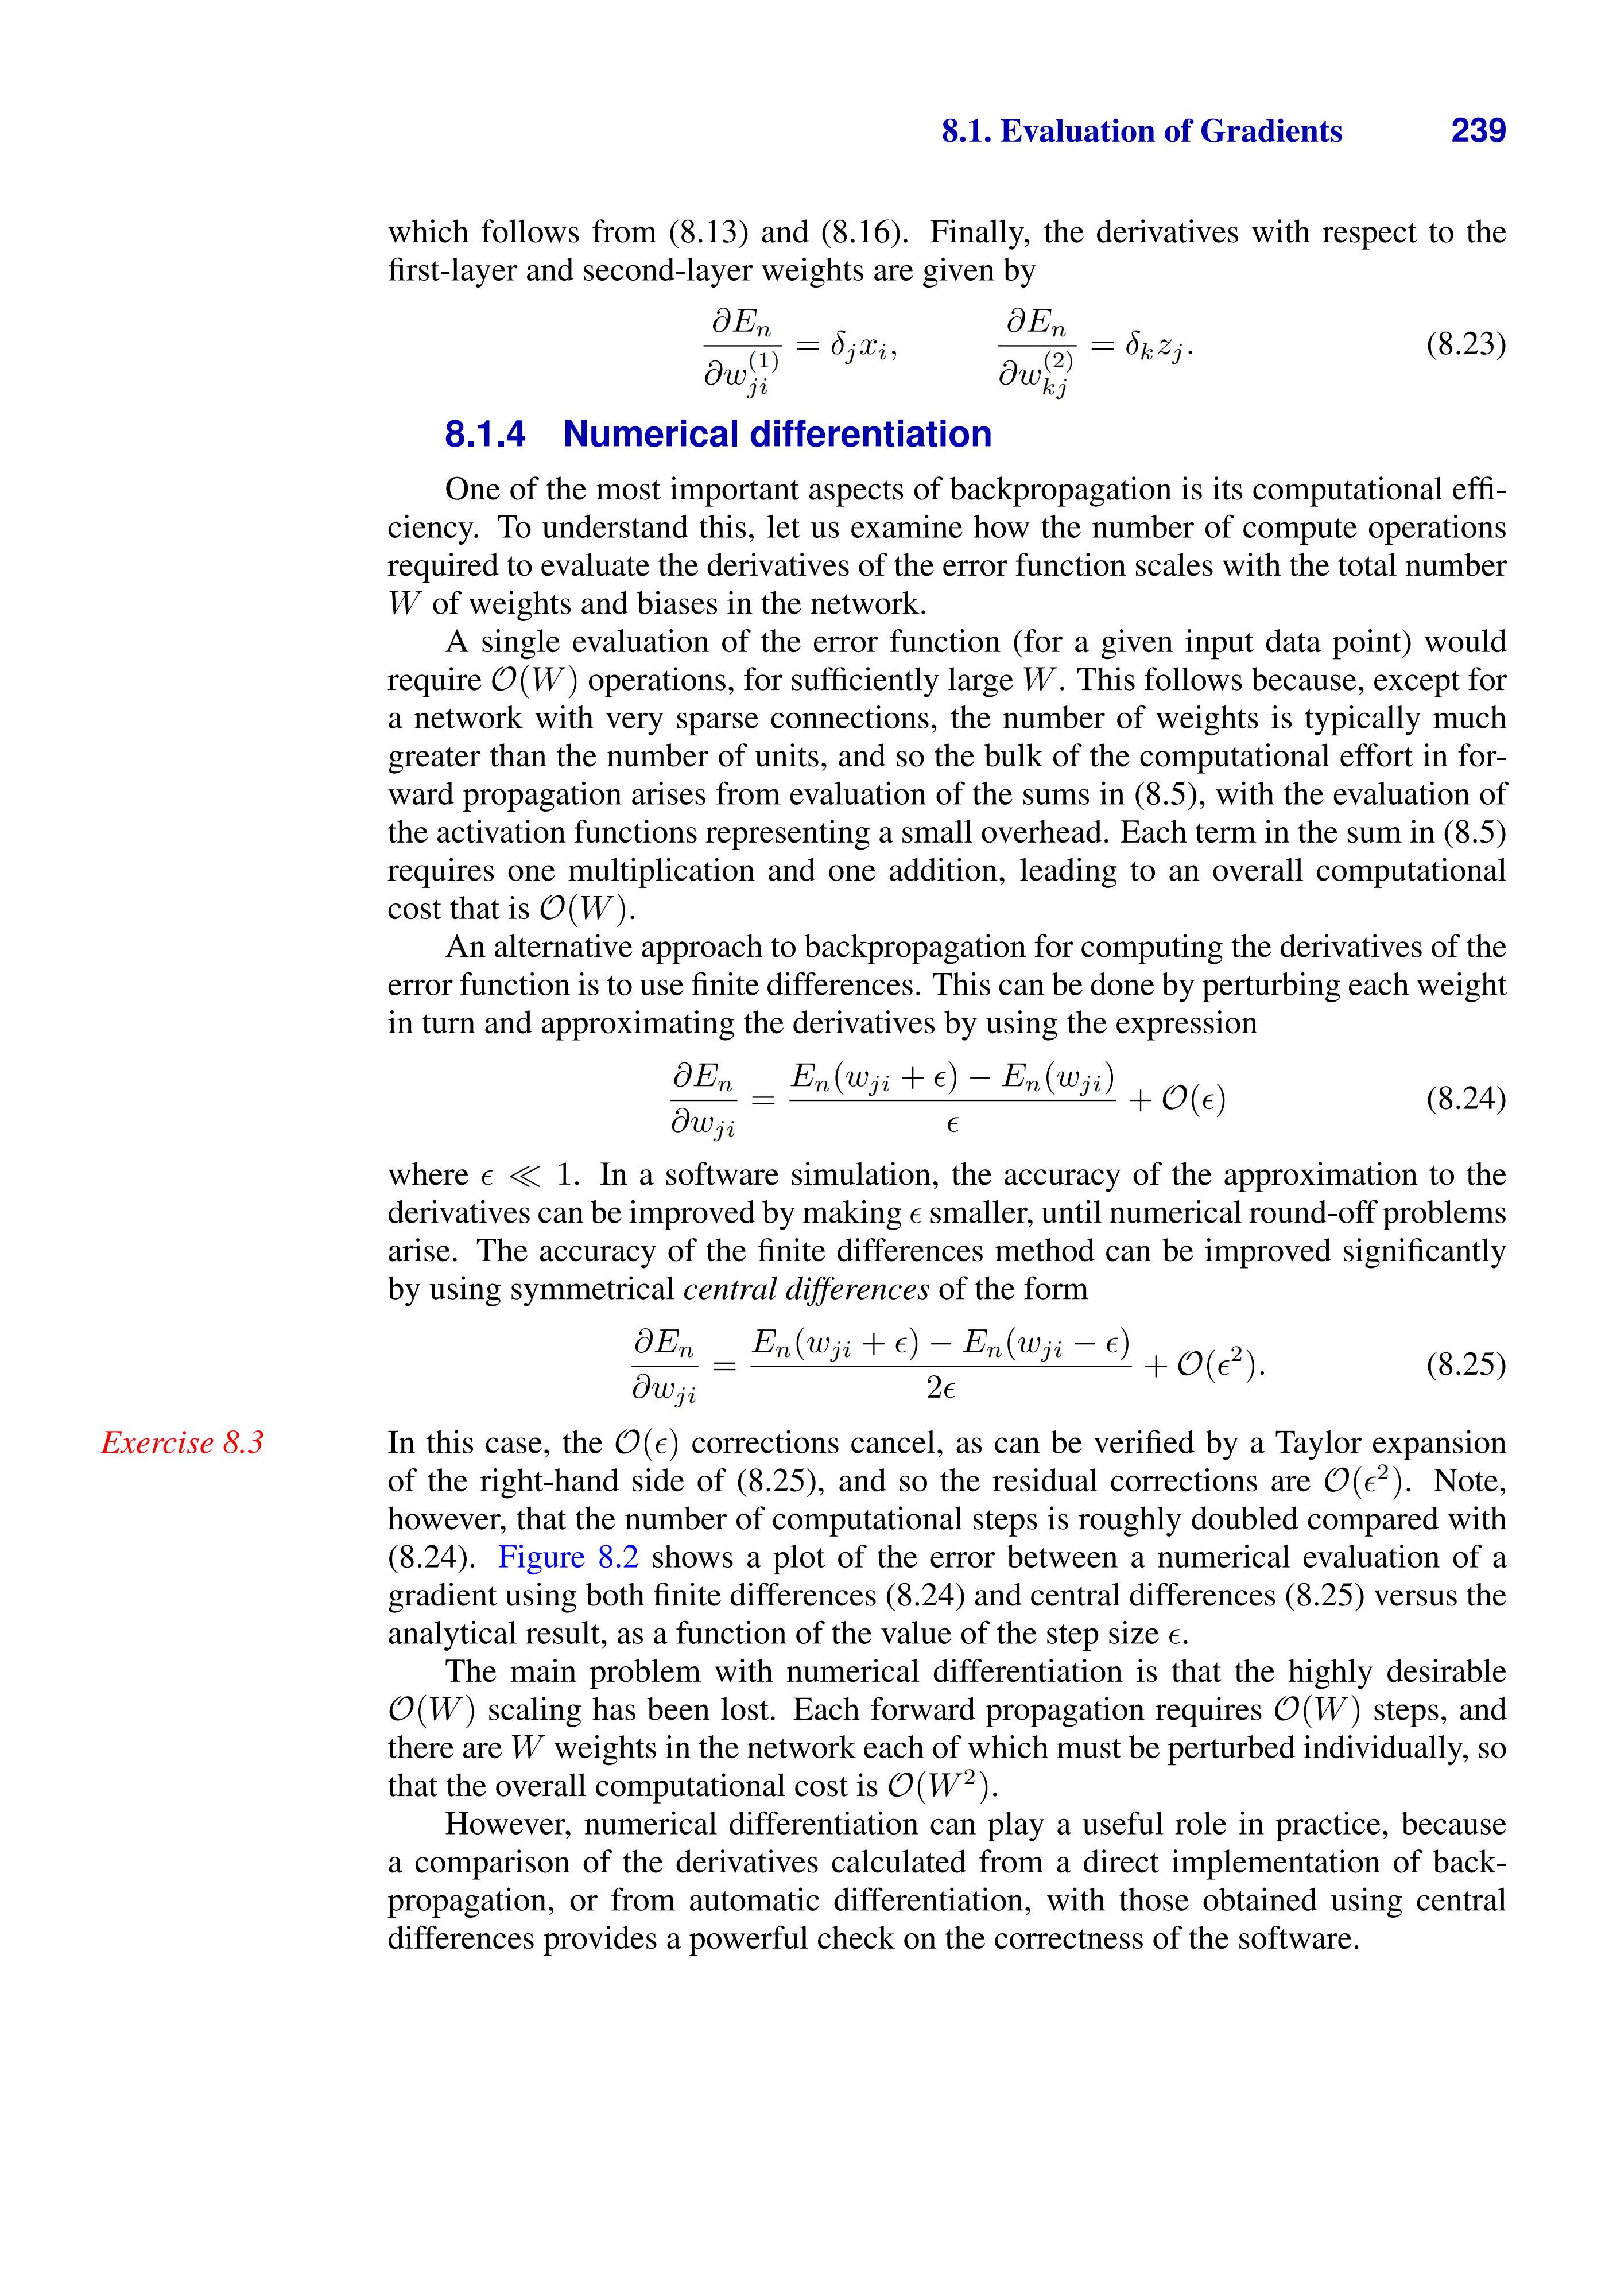 8.1. Evaluation of Gradients 239
which follows from (8.13) and (8.16). Finally, the derivatives with respect to the
first-layer and second-layer weights are given by
\frac{\partial E_n}{\partial w_{ji}^{(1)}} = \delta_j x_i, \frac{\partial E_n}{\partial w_{kj}^{(2)}} = \delta_k z_j. (8.23)
8.1.4 Numerical differentiation
One of the most important aspects of backpropagation is its computational effi-
ciency. To understand this, let us examine how the number of compute operations
required to evaluate the derivatives of the error function scales with the total number
W of weights and biases in the network.
A single evaluation of the error function (for a given input data point) would
require O(W) operations, for sufficiently large W. This follows because, except for
a network with very sparse connections, the number of weights is typically much
greater than the number of units, and so the bulk of the computational effort in for-
ward propagation arises from evaluation of the sums in (8.5), with the evaluation of
the activation functions representing a small overhead. Each term in the sum in (8.5)
requires one multiplication and one addition, leading to an overall computational
cost that is O(W).
An alternative approach to backpropagation for computing the derivatives of the
error function is to use finite differences. This can be done by perturbing each weight
in turn and approximating the derivatives by using the expression
\frac{\partial E_n}{\partial w_{ji}} = \frac{E_n(w_{ji} + \epsilon) - E_n(w_{ji})}{\epsilon} + O(\epsilon) (8.24)
where ϵ ≪ 1. In a software simulation, the accuracy of the approximation to the
derivatives can be improved by making ϵ smaller, until numerical round-off problems
arise. The accuracy of the finite differences method can be improved significantly
by using symmetrical central differences of the form
\frac{\partial E_n}{\partial w_{ji}} = \frac{E_n(w_{ji} + \epsilon) - E_n(w_{ji} - \epsilon)}{2\epsilon} + O(\epsilon^2). (8.25)
Exercise 8.3
In this case, the O(ϵ) corrections cancel, as can be verified by a Taylor expansion
of the right-hand side of (8.25), and so the residual corrections are O(ϵ²). Note,
however, that the number of computational steps is roughly doubled compared with
(8.24). Figure 8.2 shows a plot of the error between a numerical evaluation of a
gradient using both finite differences (8.24) and central differences (8.25) versus the
analytical result, as a function of the value of the step size ϵ.
The main problem with numerical differentiation is that the highly desirable
O(W) scaling has been lost. Each forward propagation requires O(W) steps, and
there are W weights in the network each of which must be perturbed individually, so
that the overall computational cost is O(W²).
However, numerical differentiation can play a useful role in practice, because
a comparison of the derivatives calculated from a direct implementation of back-
propagation, or from automatic differentiation, with those obtained using central
differences provides a powerful check on the correctness of the software.